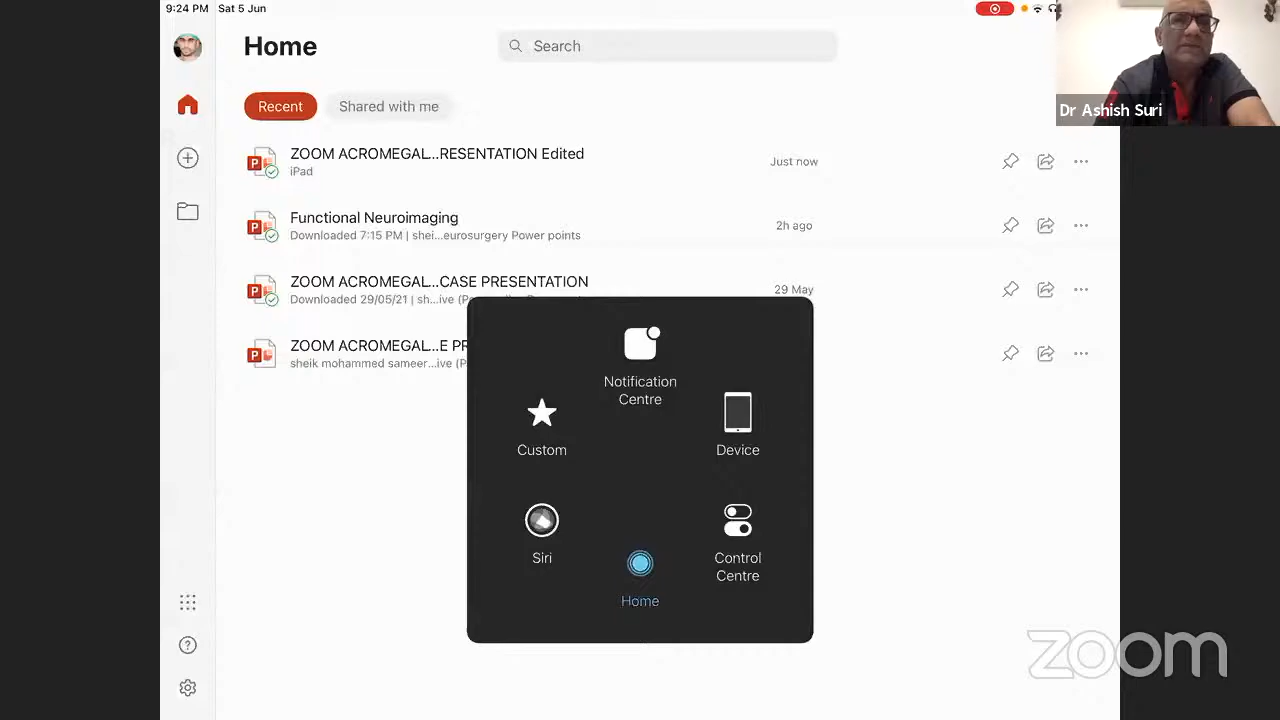 9:24 PM Sat 5 Jun
Home
Search
Dr Ashish Suri
Recent
Shared with me
ZOOM ACROMEGAL...RESENTATION Edited
iPad
Just now
Functional Neuroimaging
Downloaded 7:15 PM | shei...eurosurgery Power points
2h ago
ZOOM ACROMEGAL...CASE PRESENTATION
Downloaded 29/05/21 | sh...ive (P
29 May
ZOOM ACROMEGAL...E PR
sheik mohammed sameer...ive (P
Notification
Centre
Custom
Device
Siri
Control
Centre
Home
zoom